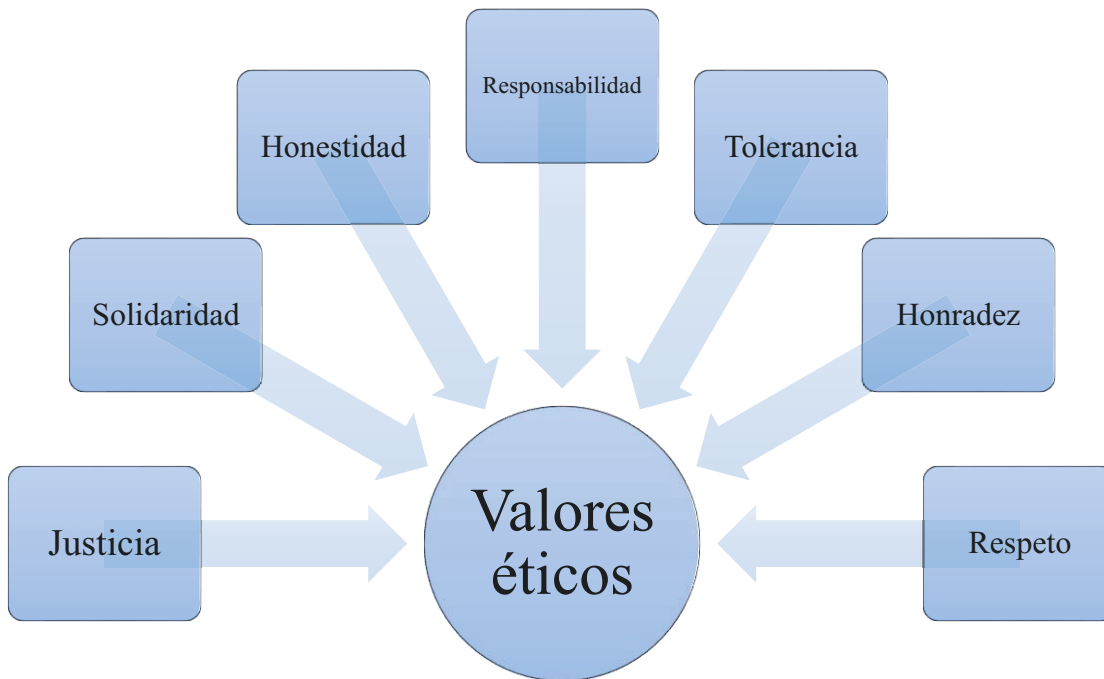 Responsabilidad
Honestidad
Tolerancia
Solidaridad
Honradez
Justicia
Valores
éticos
Respeto